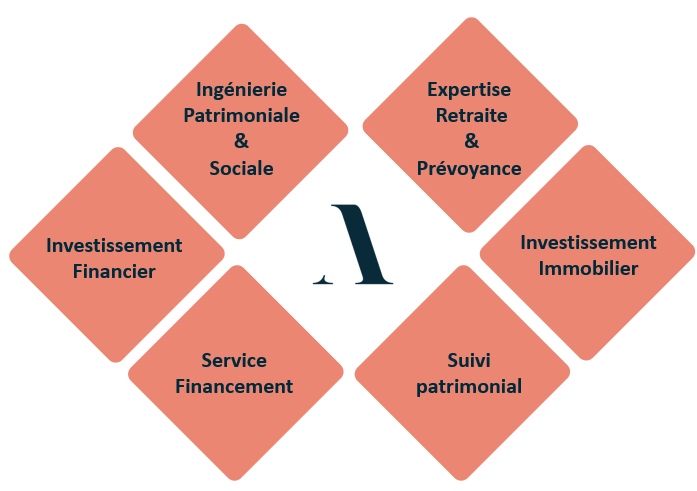 Ingénierie
Patrimoniale
&
Sociale
Expertise
Retraite
&
Prévoyance
Investissement
Financier
Investissement
Immobilier
Service
Financement
Suivi
patrimonial